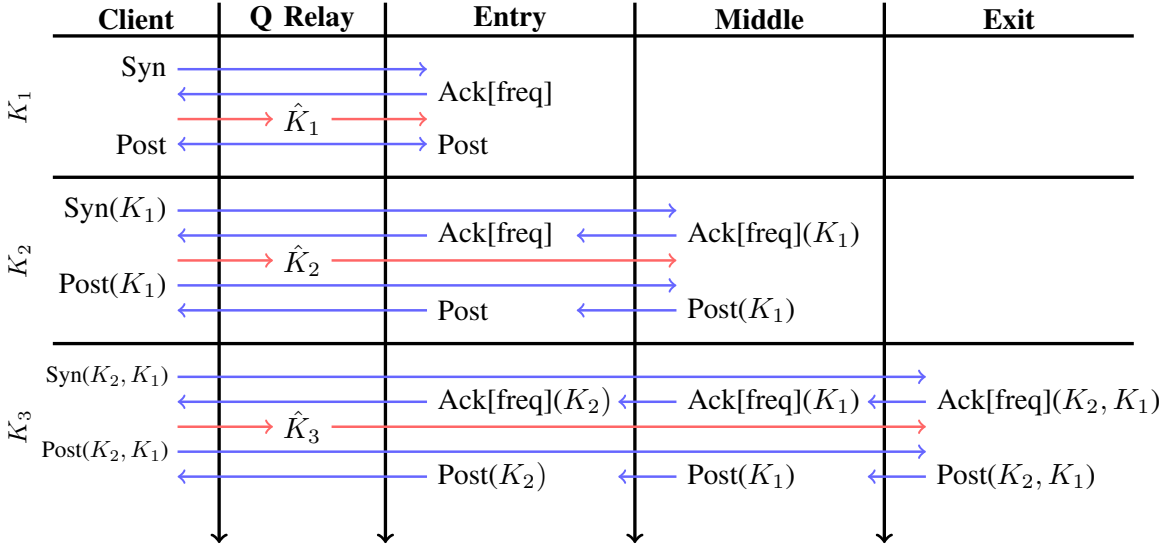 Client Q Relay Entry Middle Exit
K₁
Syn
Ack[freq]
K̂₁
Post Post
K₂
Syn(K₁)
Ack[freq] Ack[freq](K₁)
K̂₂
Post(K₁)
Post Post(K₁)
K₃
Syn(K₂, K₁)
Ack[freq](K₂) Ack[freq](K₁) Ack[freq](K₂, K₁)
K̂₃
Post(K₂, K₁)
Post(K₂) Post(K₁) Post(K₂, K₁)